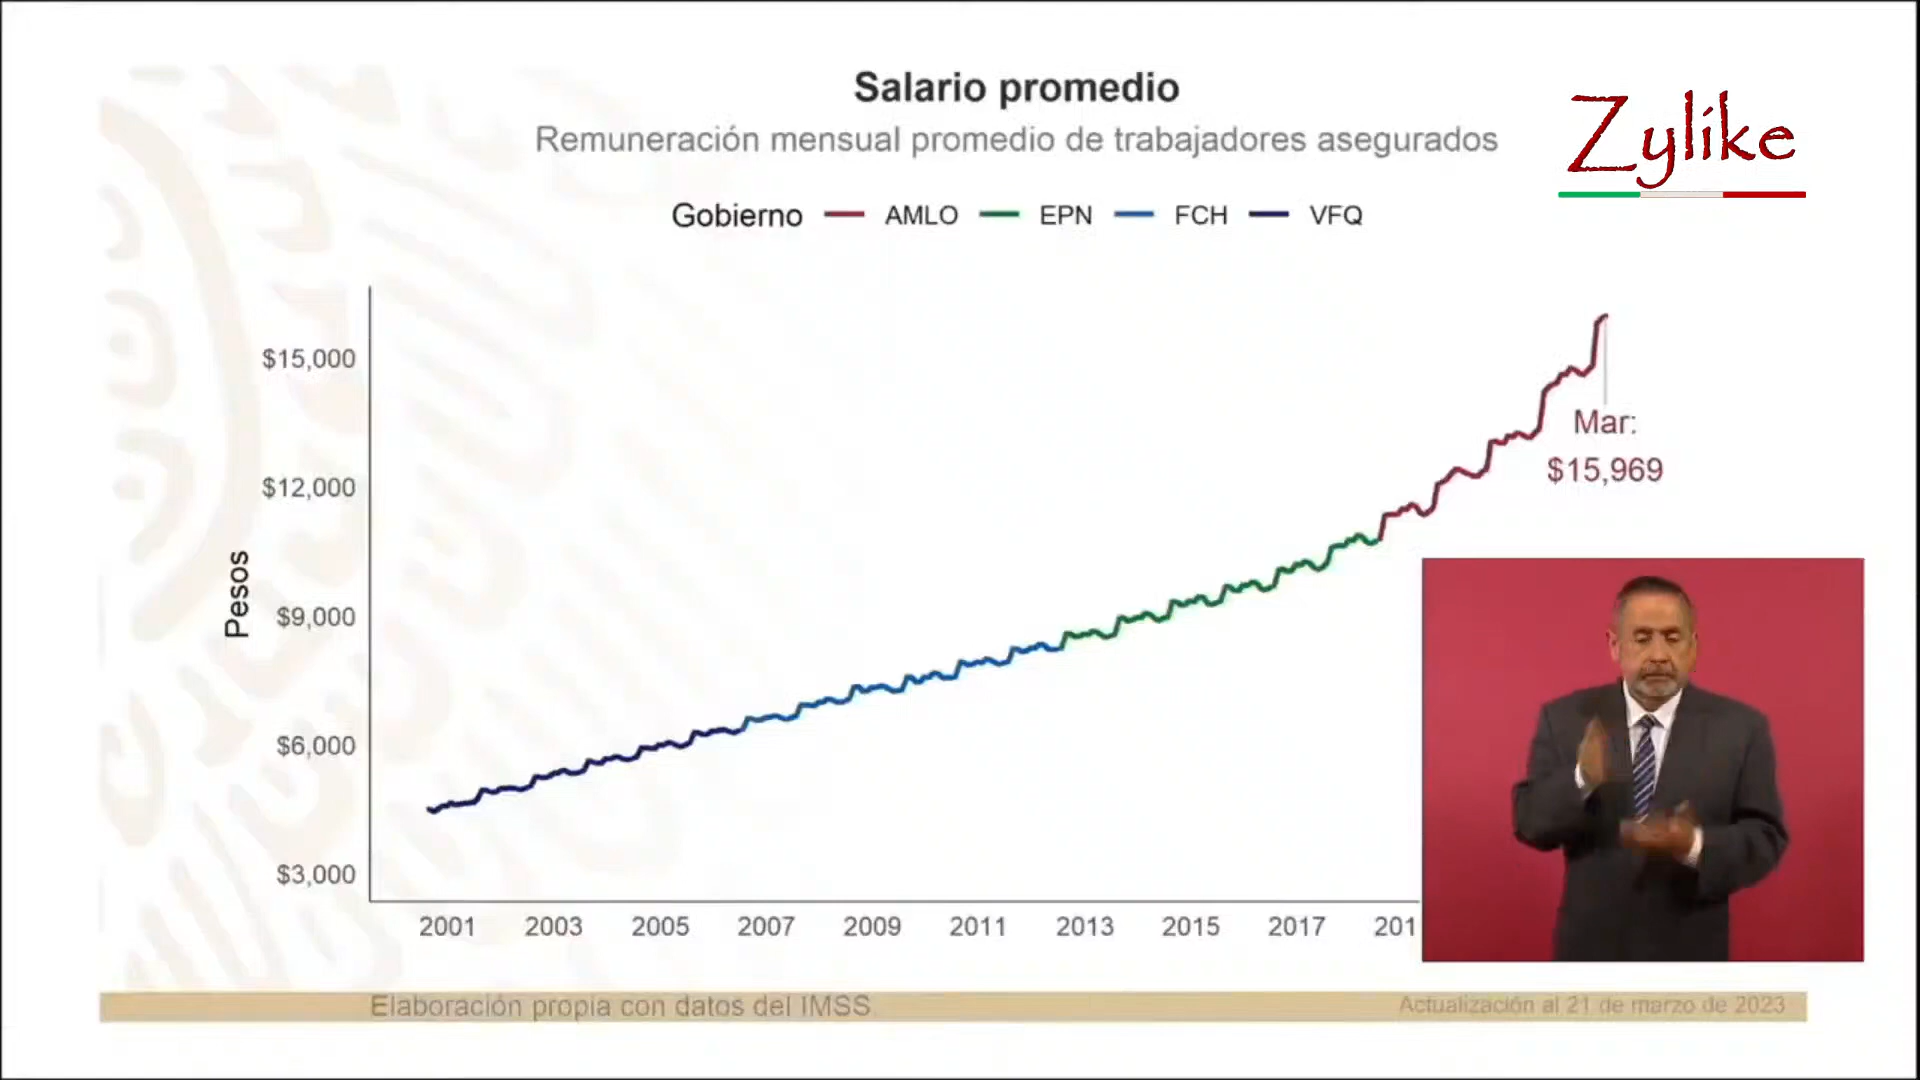 Salario promedio
Remuneración mensual promedio de trabajadores asegurados
Zylike
Gobierno AMLO EPN FCH VFQ
$15,000
$12,000
$9,000
$6,000
$3,000
Pesos
Mar:
$15,969
2001 2003 2005 2007 2009 2011 2013 2015 2017 201
Elaboración propia con datos del IMSS
Actualización al 21 de marzo de 2023